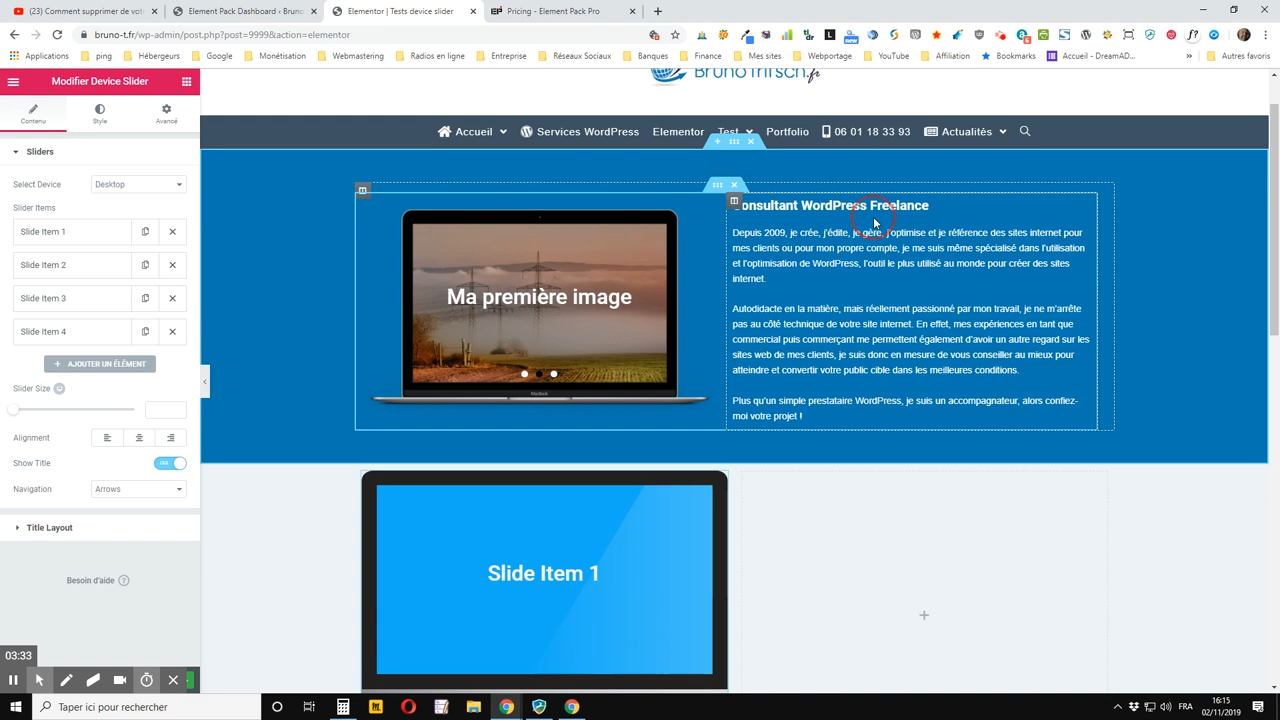 (23) Comment supprimer de votr
Element Pack Dashboard - Bruno
Elementor | Tests device slider
Pricing - Element Pack Pro
bruno-t.fr/wp-admin/post.php?post=9999&action=elementor
Applications
ping
Hébergeurs
Google
Monétisation
Webmastering
Radios en ligne
Entreprise
Réseaux Sociaux
Banques
Finance
Mes sites
Webportage
YouTube
Affiliation
Bookmarks
Accueil - DreamAD...
»
Autres favoris
Modifier Device Slider
BrunoTritsch.fr
Contenu
Style
Avancé
Accueil
Services WordPress
Elementor
Test
Portfolio
06 01 18 33 93
Actualités
Sliders
Select Device
Desktop
Slider Items
Slide Item 1
Slide Item 2
Slide Item 3
Slide Item 4
AJOUTER UN ÉLÉMENT
Slider Size
Alignment
Show Title
Navigation
Arrows
Title Layout
Besoin d'aide
Ma première image
MacBook
Consultant WordPress Freelance
Depuis 2009, je crée, j'édite, je gère, j'optimise et je référence des sites internet pour
mes clients ou pour mon propre compte, je me suis même spécialisé dans l'utilisation
et l'optimisation de WordPress, l'outil le plus utilisé au monde pour créer des sites
internet.
Autodidacte en la matière, mais réellement passionné par mon travail, je ne m'arrête
pas au côté technique de votre site internet. En effet, mes expériences en tant que
commercial puis commerçant me permettent également d'avoir un autre regard sur les
sites web de mes clients, je suis donc en mesure de vous conseiller au mieux pour
atteindre et convertir votre public cible dans les meilleures conditions.
Plus qu'un simple prestataire WordPress, je suis un accompagnateur, alors confiez-
moi votre projet !
Slide Item 1
03:33
Taper ici pour rechercher
FRA
16:15
02/11/2019